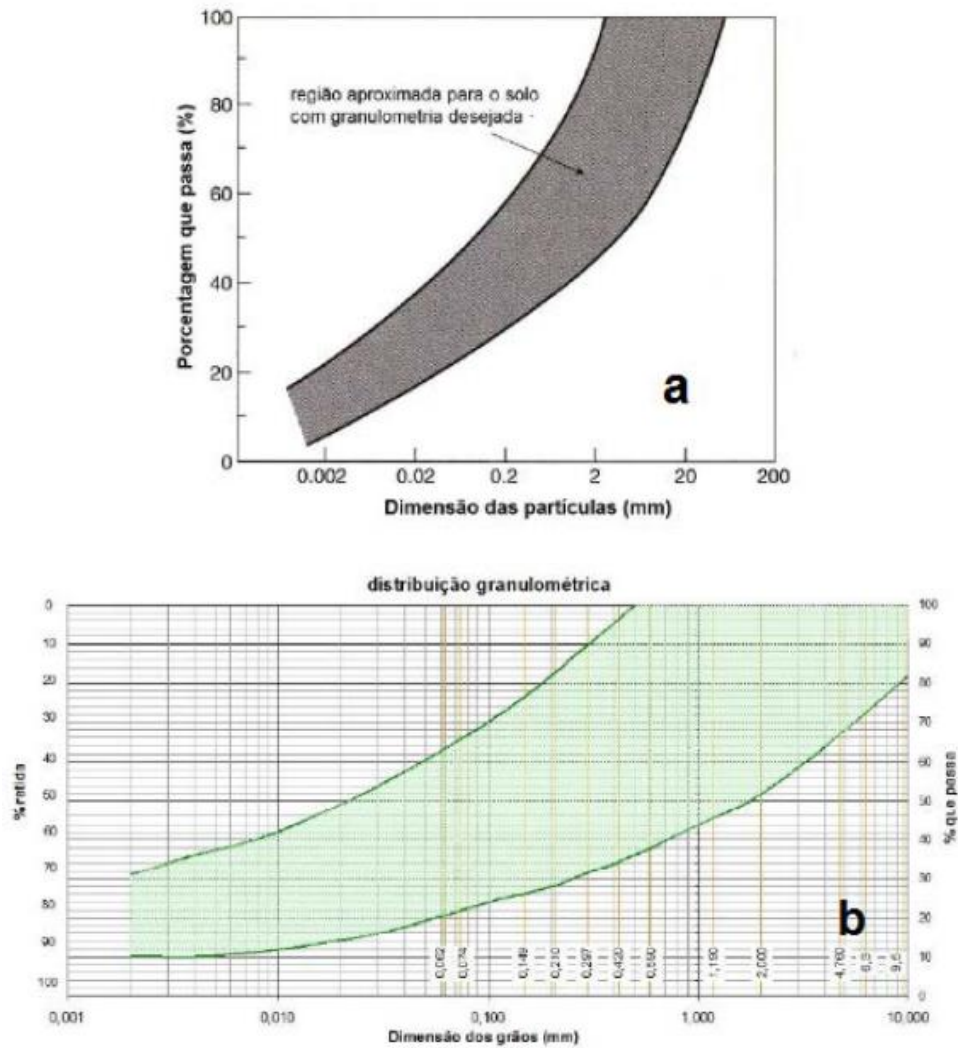 100
80
60
40
20
0
Porcentagem que passa (%)
região aproximada para o solo
com granulometria desejada
a
0.002 0.02 0.2 2 20 200
Dimensão das partículas (mm)
distribuição granulométrica
0
10
20
30
40
50
60
70
80
90
100
% retida
100
90
80
70
60
50
40
30
20
10
0
% que passa
b
0,062 0,074 0,149 0,210 0,297 0,420 0,590 1,190 2,000 4,760 6,3 9,5
0,001 0,010 0,100 1,000 10,000
Dimensão dos grãos (mm)